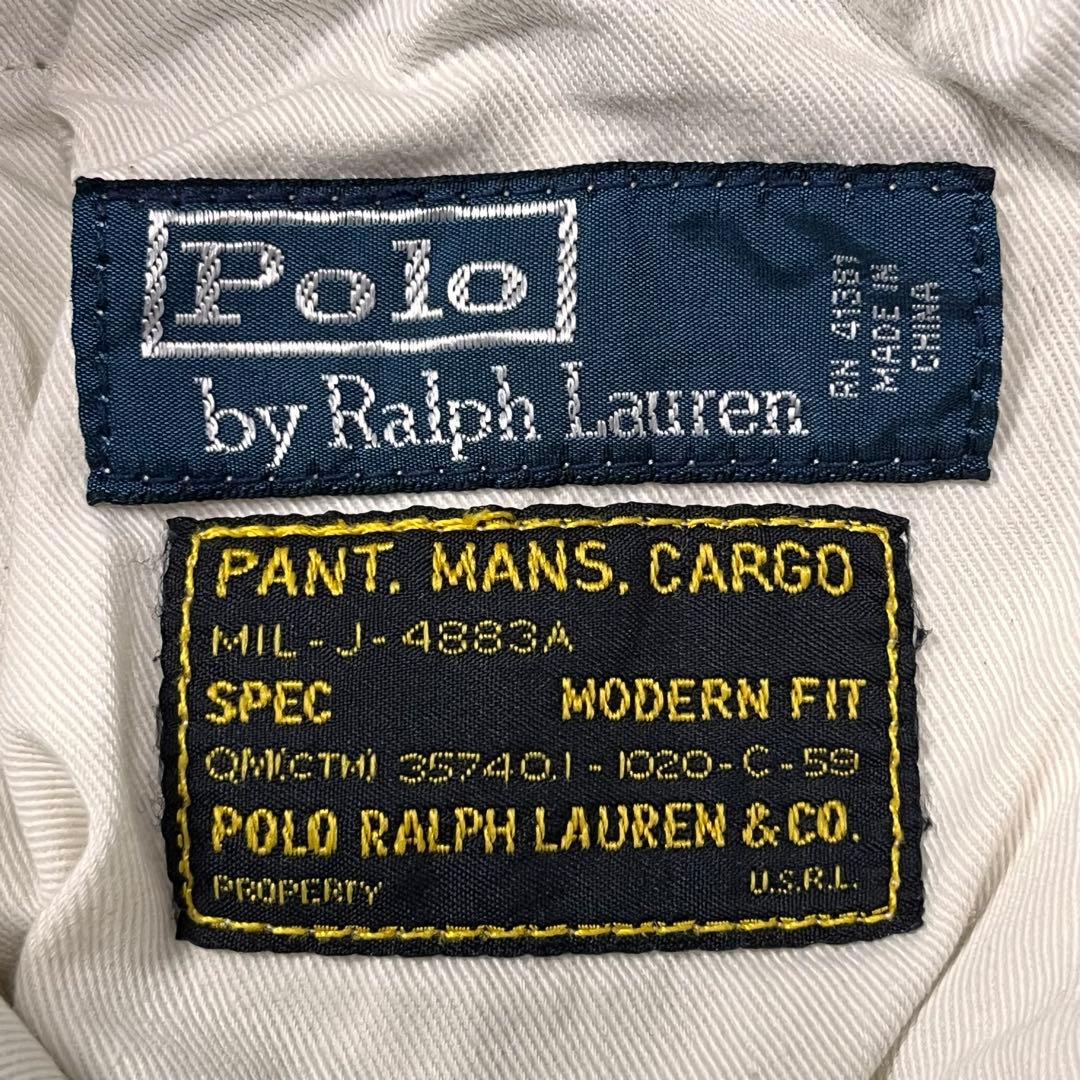 Polo
by Ralph Lauren
RN 41381
MADE IN
CHINA
PANT, MANS, CARGO
MIL-J-4883A
SPEC MODERN FIT
QM(CTM) 35740.1-1020-C-59
POLO RALPH LAUREN & CO.
PROPERTY U.S.R.L.